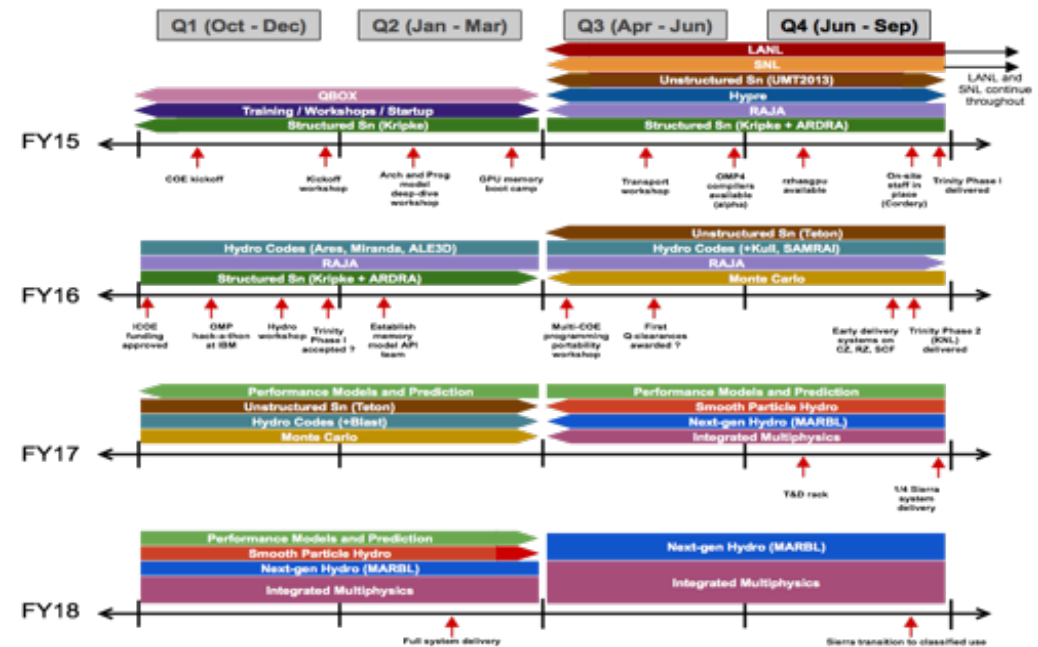 Q1 (Oct - Dec)
Q2 (Jan - Mar)
Q3 (Apr - Jun)
Q4 (Jun - Sep)
LANL
SNL
LANL and
SNL continue
throughout
Unstructured Sn (UMT2013)
QBOX
Hypre
Training / Workshops / Startup
RAJA
Structured Sn (Kripke)
Structured Sn (Kripke + ARDRA)
FY15
COE kickoff
Kickoff
workshop
Arch and Prog
model
deep-dive
workshop
GPU memory
boot camp
Transport
workshop
OMP4
compilers
available
(alpha)
rzhasgpu
available
On-site
staff in
place
(Cordery)
Trinity Phase I
delivered
Unstructured Sn (Teton)
Hydro Codes (Ares, Miranda, ALE3D)
Hydro Codes (+Kull, SAMRAI)
RAJA
RAJA
Structured Sn (Kripke + ARDRA)
Monte Carlo
FY16
ICOE
funding
approved
OMP
hack-a-thon
at IBM
Hydro
workshop
Trinity
Phase I
accepted ?
Establish
memory
model API
team
Multi-COE
programming
portability
workshop
First
Q-clearances
awarded ?
Early delivery
systems on
CZ, RZ, SCF
Trinity Phase 2
(KNL)
delivered
Performance Models and Prediction
Performance Models and Prediction
Unstructured Sn (Teton)
Smooth Particle Hydro
Hydro Codes (+Blast)
Next-gen Hydro (MARBL)
Monte Carlo
Integrated Multiphysics
FY17
T&D rack
1/4 Sierra
system
delivery
Performance Models and Prediction
Smooth Particle Hydro
Next-gen Hydro (MARBL)
Next-gen Hydro (MARBL)
Integrated Multiphysics
Integrated Multiphysics
FY18
Full system delivery
Sierra transition to classified use